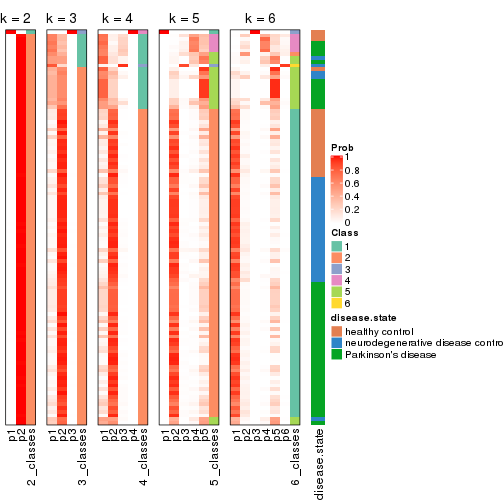 k = 2 k = 3 k = 4 k = 5 k = 6
Prob
1
0.8
0.6
0.4
0.2
0
Class
1
2
3
4
5
6
disease.state
healthy control
neurodegenerative disease contro
Parkinson's disease
p1 p2 2_classes p1 p2 p3 3_classes p1 p2 p3 p4 4_classes p1 p2 p3 p4 p5 5_classes p1 p2 p3 p4 p5 p6 6_classes disease.state